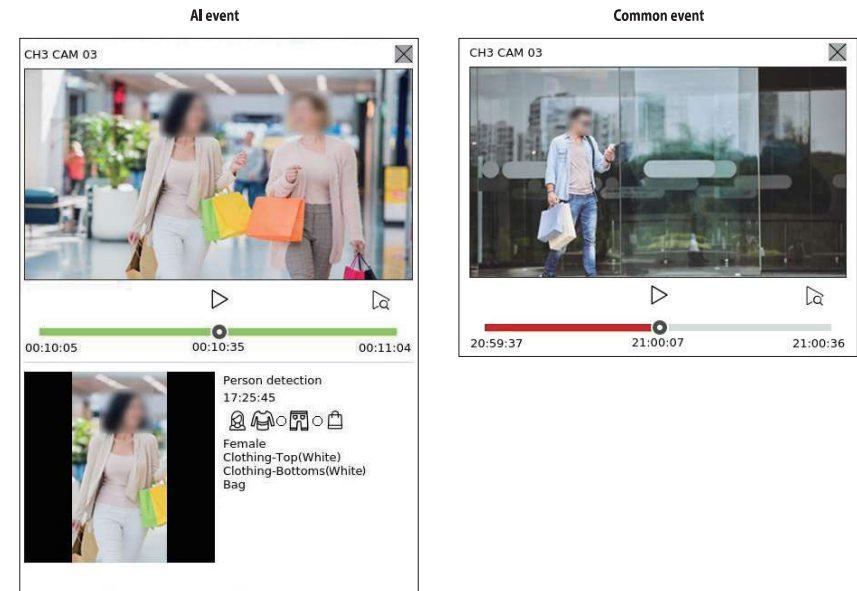 AI event
CH3 CAM 03
00:10:05
00:10:35
00:11:04
Person detection
17:25:45
Female
Clothing-Top(White)
Clothing-Bottoms(White)
Bag
Common event
CH3 CAM 03
20:59:37
21:00:07
21:00:36